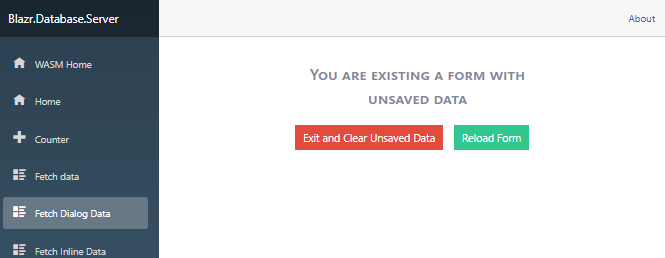 Blazr.Database.Server
About
WASM Home
Home
Counter
Fetch data
Fetch Dialog Data
Fetch Inline Data
You are existing a form with
unsaved data
Exit and Clear Unsaved Data
Reload Form